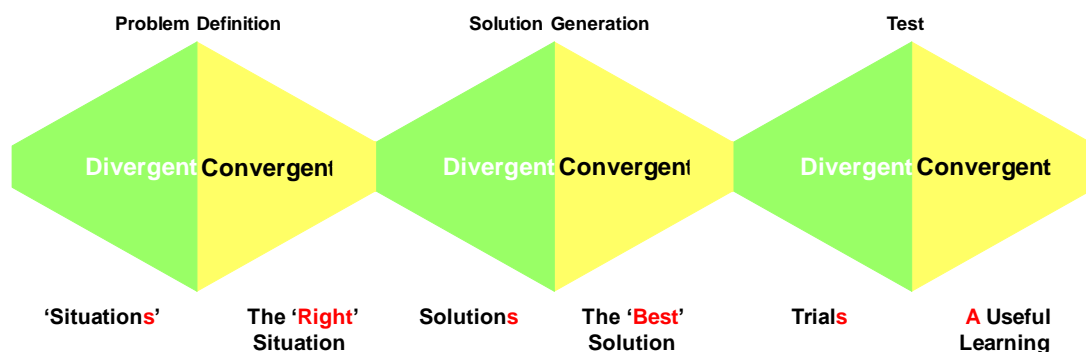 Problem Definition
Solution Generation
Test
Divergent Convergent
Divergent Convergent
Divergent Convergent
‘Situations’
The ‘Right’
Situation
Solutions
The ‘Best’
Solution
Trials
A Useful
Learning